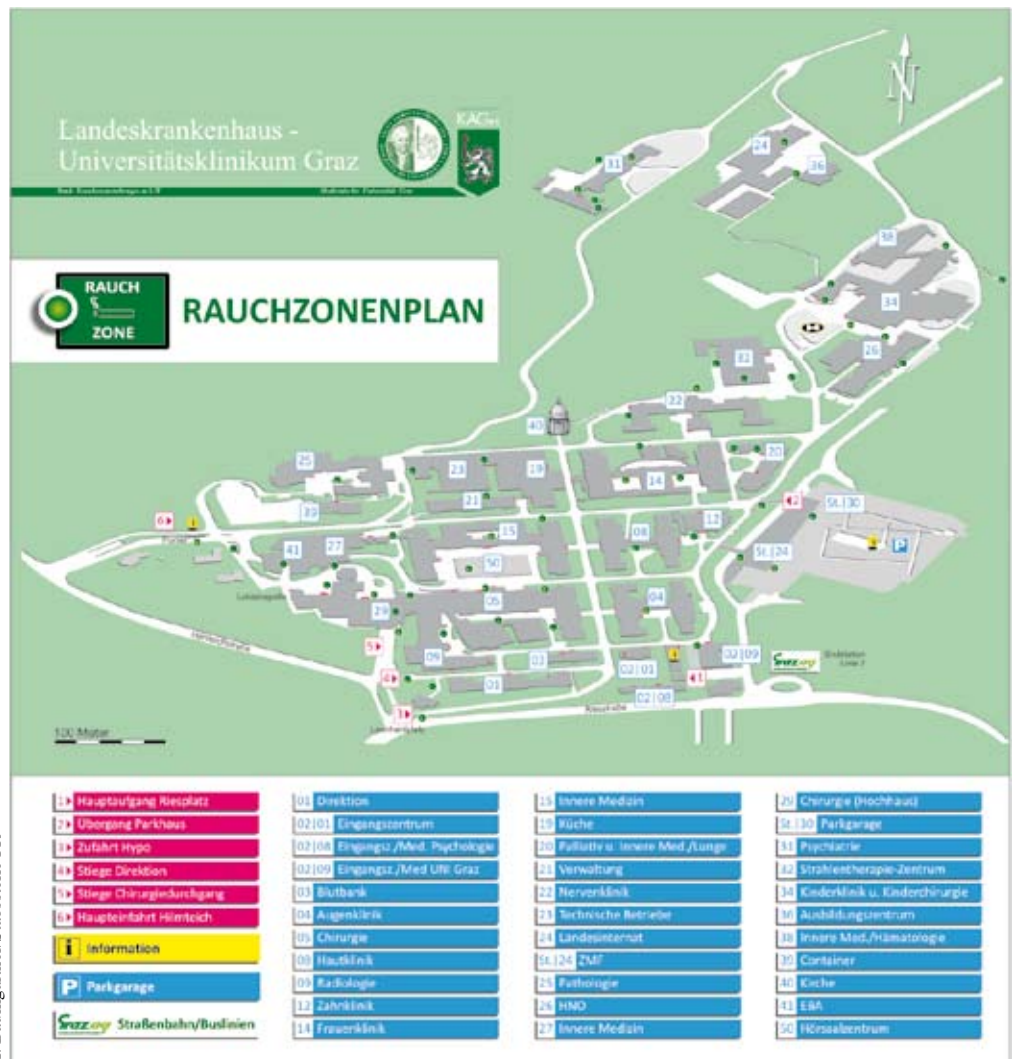 Landeskrankenhaus -
Universitätsklinikum Graz
KAGes
N
RAUCH
ZONE
RAUCHZONENPLAN
31
24
36
38
34
H
26
32
22
40
25
23
19
14
20
21
39
15
08
12
2
St.|30
6
i
41
27
50
St.|24
P
05
04
29
5
09
03
02|01
02|09
4
01
02|08
1
3
100 Meter
1 Hauptaufgang Riesplatz
2 Übergang Parkhaus
3 Zufahrt Hypo
4 Stiege Direktion
5 Stiege Chirurgiedurchgang
6 Haupteinfahrt Hilmteich
i Information
P Parkgarage
Straßenbahn/Buslinien
01 Direktion
02|01 Eingangszentrum
02|08 Eingangsz./Med. Psychologie
02|09 Eingangsz./Med UNI Graz
03 Blutbank
04 Augenklinik
05 Chirurgie
08 Hautklinik
09 Radiologie
12 Zahnklinik
14 Frauenklinik
15 Innere Medizin
19 Küche
20 Palliativ u. Innere Med./Lunge
21 Verwaltung
22 Nervenklinik
23 Technische Betriebe
24 Landesinternat
St.|24 ZMF
25 Pathologie
26 HNO
27 Innere Medizin
29 Chirurgie (Hochhaus)
St.|30 Parkgarage
31 Psychiatrie
32 Strahlentherapie-Zentrum
34 Kinderklinik u. Kinderchirurgie
36 Ausbildungszentrum
38 Innere Med./Hämatologie
39 Container
40 Kirche
41 EBA
50 Hörsaalzentrum